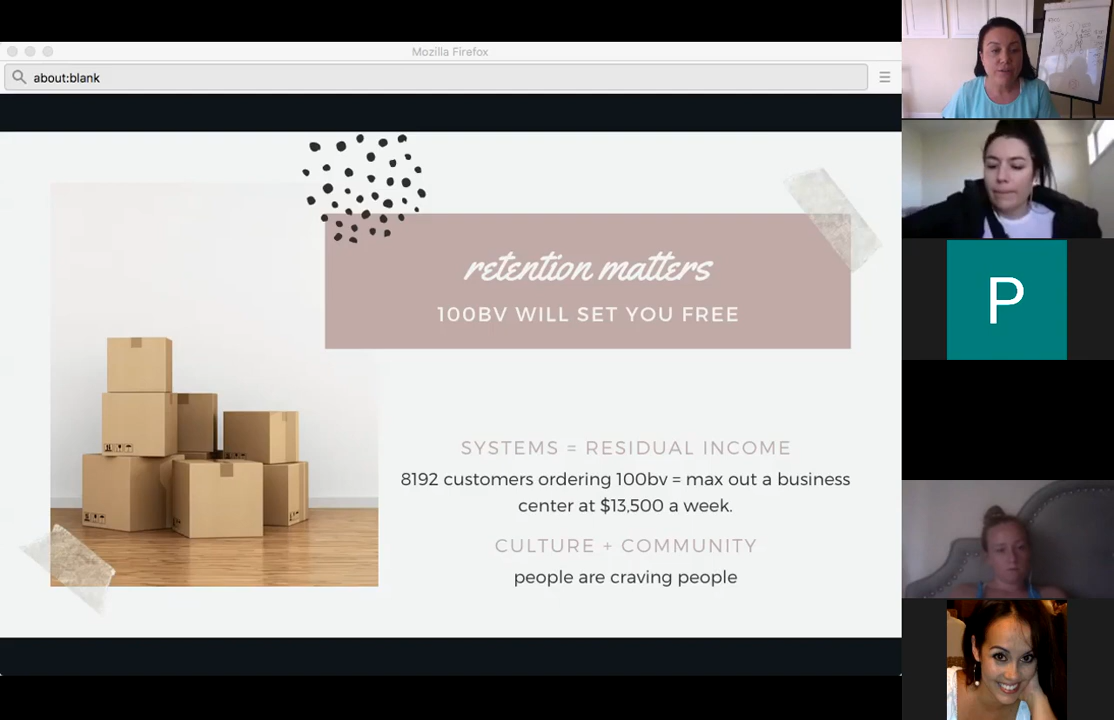 Mozilla Firefox
about:blank
retention matters
100BV WILL SET YOU FREE
SYSTEMS = RESIDUAL INCOME
8192 customers ordering 100bv = max out a business
center at $13,500 a week.
CULTURE + COMMUNITY
people are craving people
P